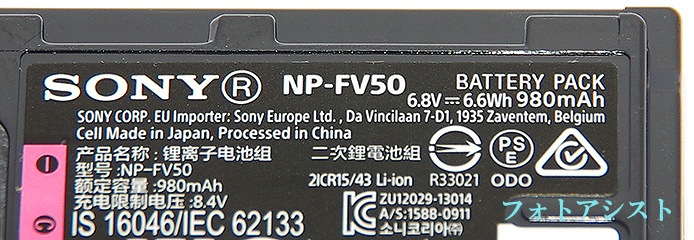 SONY® NP-FV50 BATTERY PACK
6.8V⎓ 6.6Wh 980mAh
SONY CORP. EU Importer: Sony Europe Ltd. , Da Vincilaan 7-D1, 1935 Zaventem, Belgium
Cell Made in Japan, Processed in China
产品名称: 锂离子电池组 二次鋰電池組
型号: NP-FV50
额定容量: 980mAh 2ICR15/43 Li-ion R33021 PSE ODO
充电限制电压: 8.4V ZU12029-13014
IS 16046/IEC 62133 A/S:1588-0911
소니코리아(주)
フォトアシスト